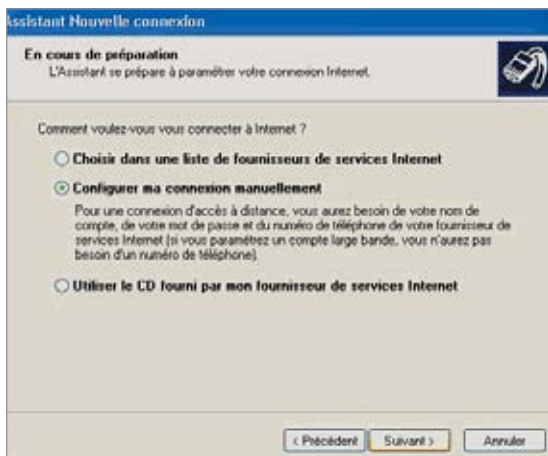 Assistant Nouvelle connexion
En cours de préparation
L'Assistant se prépare à paramétrer votre connexion Internet.
Comment voulez-vous vous connecter à Internet ?
Choisir dans une liste de fournisseurs de services Internet
Configurer ma connexion manuellement
Pour une connexion d'accès à distance, vous aurez besoin de votre nom de
compte, de votre mot de passe et du numéro de téléphone de votre fournisseur de
services Internet (si vous paramétrez un compte large bande, vous n'aurez pas
besoin d'un numéro de téléphone).
Utiliser le CD fourni par mon fournisseur de services Internet
< Précédent
Suivant >
Annuler